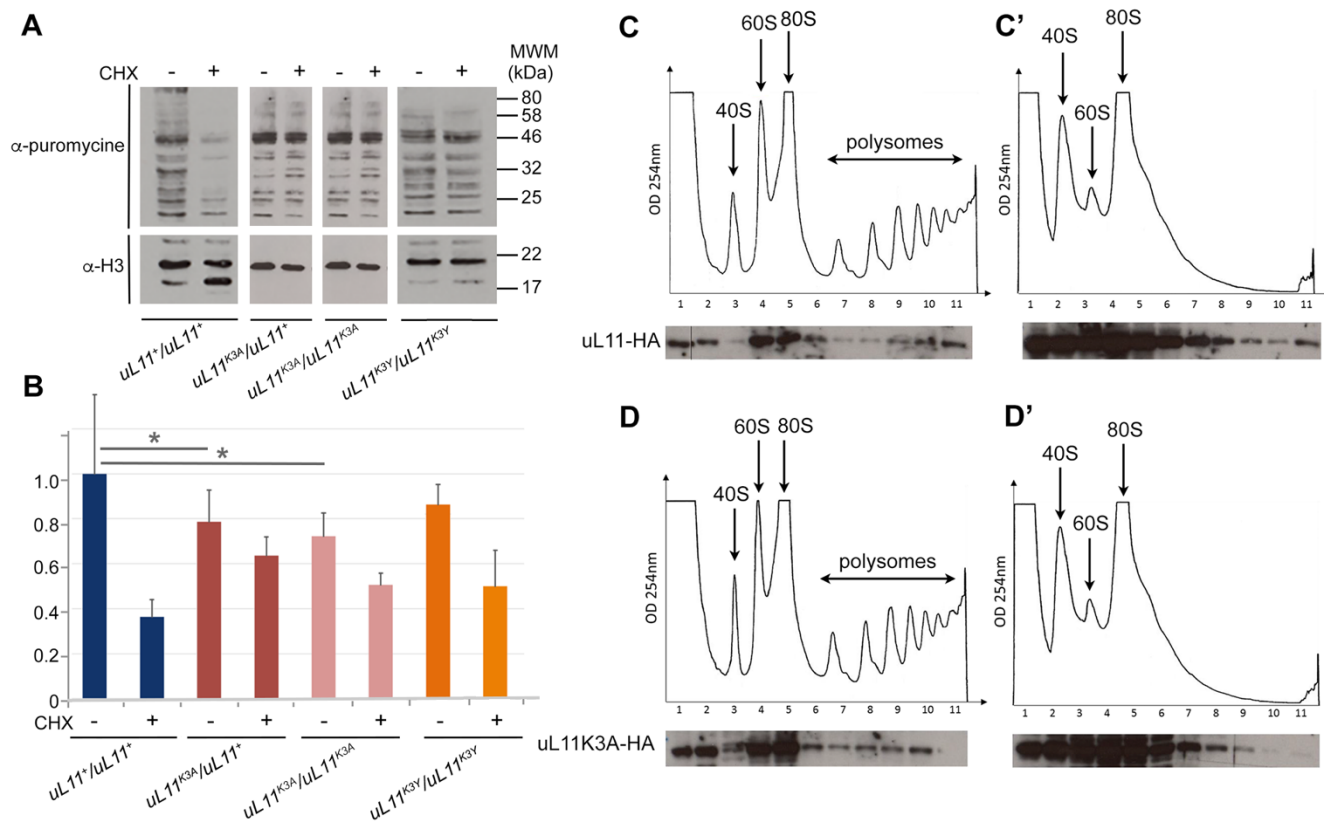 A
CHX - + - + - + - + MWM (kDa)
80
58
46
32
25
α-puromycine
22
17
α-H3
uL11+/uL11+
uL11K3A/uL11+
uL11K3A/uL11K3A
uL11K3Y/uL11K3Y
B
* *
1.0
0.8
0.6
0.4
0.2
0
CHX - + - + - + - +
uL11+/uL11+
uL11K3A/uL11+
uL11K3A/uL11K3A
uL11K3Y/uL11K3Y
C
60S 80S
40S
polysomes
OD 254nm
1 2 3 4 5 6 7 8 9 10 11
uL11-HA
C'
80S
40S
60S
OD 254nm
1 2 3 4 5 6 7 8 9 10 11
D
60S 80S
40S
polysomes
OD 254nm
1 2 3 4 5 6 7 8 9 10 11
uL11K3A-HA
D'
80S
40S
60S
OD 254nm
1 2 3 4 5 6 7 8 9 10 11